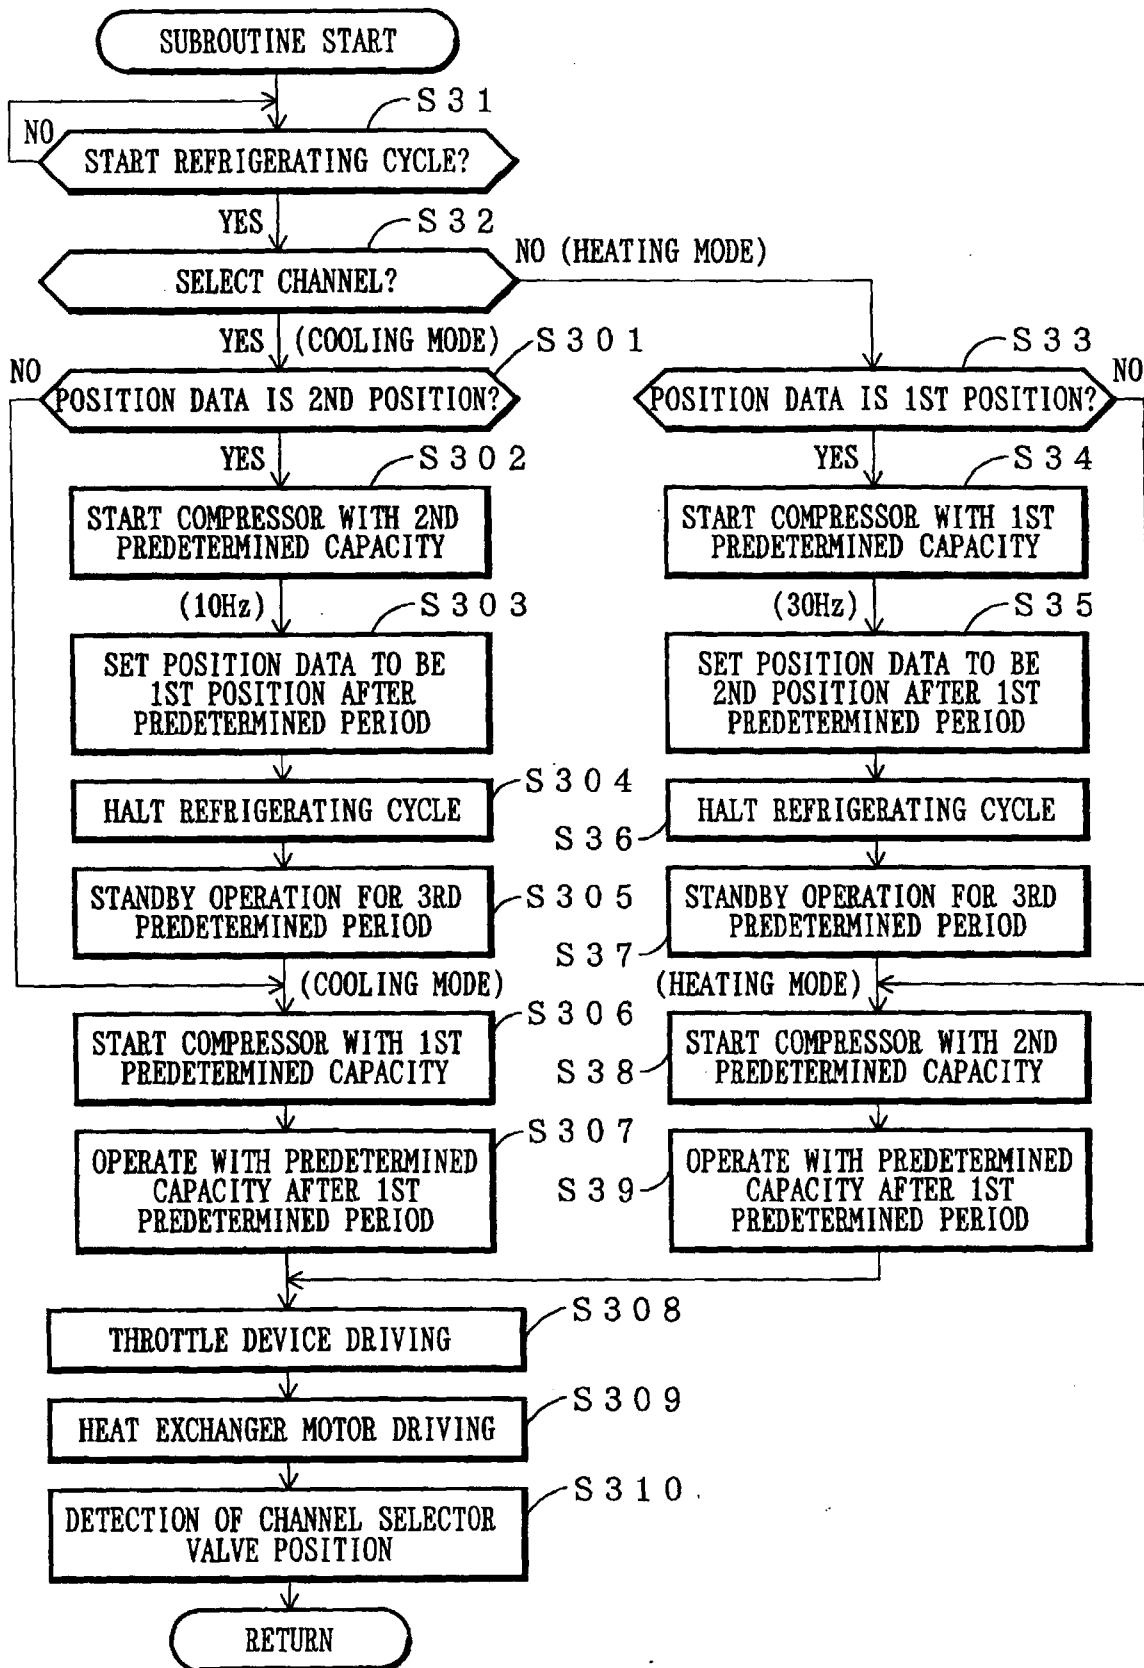 SUBROUTINE START
S31
NO
START REFRIGERATING CYCLE?
YES
S32
NO (HEATING MODE)
SELECT CHANNEL?
YES (COOLING MODE)
S301
S33
NO
NO
POSITION DATA IS 2ND POSITION?
POSITION DATA IS 1ST POSITION?
YES
S302
YES
S34
START COMPRESSOR WITH 2ND
PREDETERMINED CAPACITY
START COMPRESSOR WITH 1ST
PREDETERMINED CAPACITY
(10Hz)
S303
(30Hz)
S35
SET POSITION DATA TO BE
1ST POSITION AFTER
PREDETERMINED PERIOD
SET POSITION DATA TO BE
2ND POSITION AFTER 1ST
PREDETERMINED PERIOD
HALT REFRIGERATING CYCLE
S304
S36
HALT REFRIGERATING CYCLE
STANDBY OPERATION FOR 3RD
PREDETERMINED PERIOD
S305
S37
STANDBY OPERATION FOR 3RD
PREDETERMINED PERIOD
(COOLING MODE)
(HEATING MODE)
START COMPRESSOR WITH 1ST
PREDETERMINED CAPACITY
S306
S38
START COMPRESSOR WITH 2ND
PREDETERMINED CAPACITY
OPERATE WITH PREDETERMINED
CAPACITY AFTER 1ST
PREDETERMINED PERIOD
S307
S39
OPERATE WITH PREDETERMINED
CAPACITY AFTER 1ST
PREDETERMINED PERIOD
THROTTLE DEVICE DRIVING
S308
HEAT EXCHANGER MOTOR DRIVING
S309
DETECTION OF CHANNEL SELECTOR
VALVE POSITION
S310
RETURN